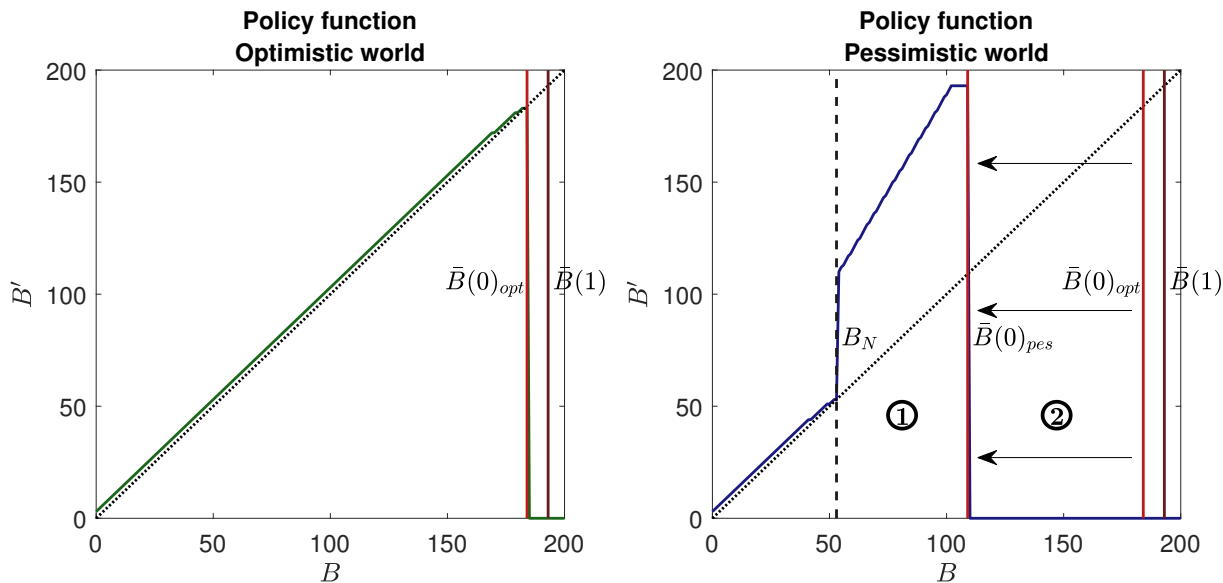 Policy function
Optimistic world
200
150
100
50
0
B′
B̄(0)opt
B̄(1)
0 50 100 150 200
B
Policy function
Pessimistic world
200
150
100
50
0
B′
B_N
B̄(0)pes
B̄(0)opt
B̄(1)
① ②
0 50 100 150 200
B